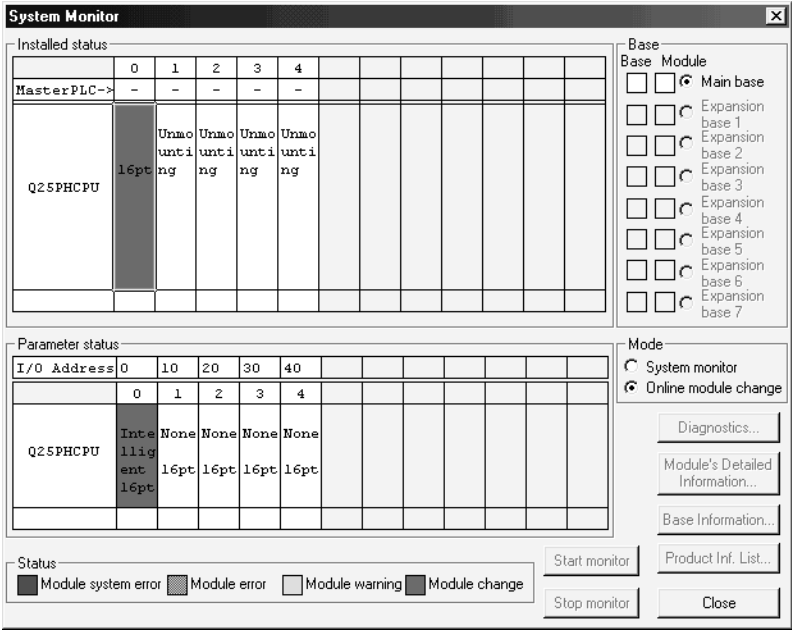 System Monitor
Installed status
0 1 2 3 4
MasterPLC-> - - - - -
Q25PHCPU
16pt
Unmo
unti
ng
Unmo
unti
ng
Unmo
unti
ng
Unmo
unti
ng
Base
Base Module
Main base
Expansion
base 1
Expansion
base 2
Expansion
base 3
Expansion
base 4
Expansion
base 5
Expansion
base 6
Expansion
base 7
Parameter status
I/O Address 0 10 20 30 40
0 1 2 3 4
Q25PHCPU
Inte
llig
ent
16pt
None
16pt
None
16pt
None
16pt
None
16pt
Mode
System monitor
Online module change
Diagnostics...
Module's Detailed
Information...
Base Information...
Product Inf. List...
Status
Module system error Module error Module warning Module change
Start monitor
Stop monitor
Close